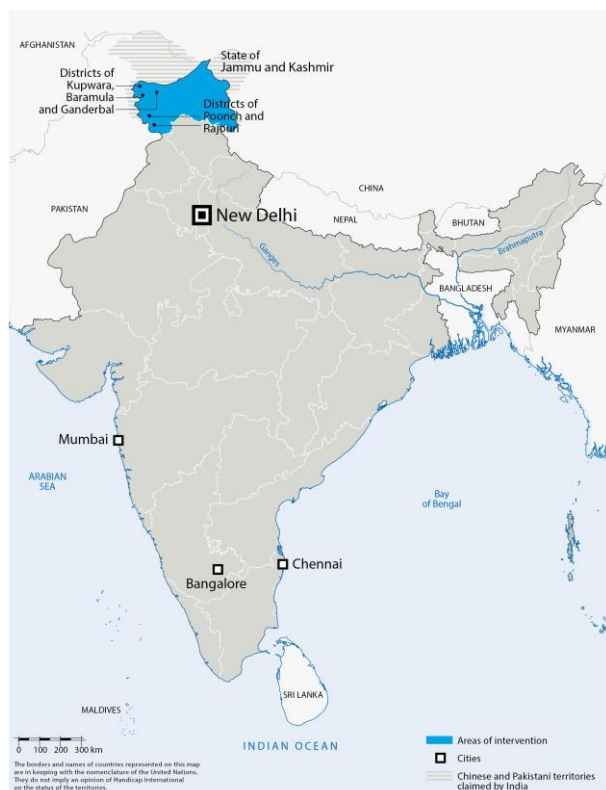 AFGHANISTAN
State of
Jammu and Kashmir
Districts of
Kupwara,
Baramula
and Ganderbal
Districts of
Poonch and
Rajouri
CHINA
PAKISTAN
New Delhi
NEPAL
BHUTAN
Brahmaputra
Ganges
BANGLADESH
MYANMAR
Mumbai
ARABIAN
SEA
Bay
of Bengal
Chennai
Bangalore
SRI LANKA
MALDIVES
0 100 200 300 km
INDIAN OCEAN
The borders and names of countries represented on this map
are in keeping with the nomenclature of the United Nations.
They do not imply an opinion of Handicap International
on the status of the territories.
Areas of intervention
Cities
Chinese and Pakistani territories
claimed by India